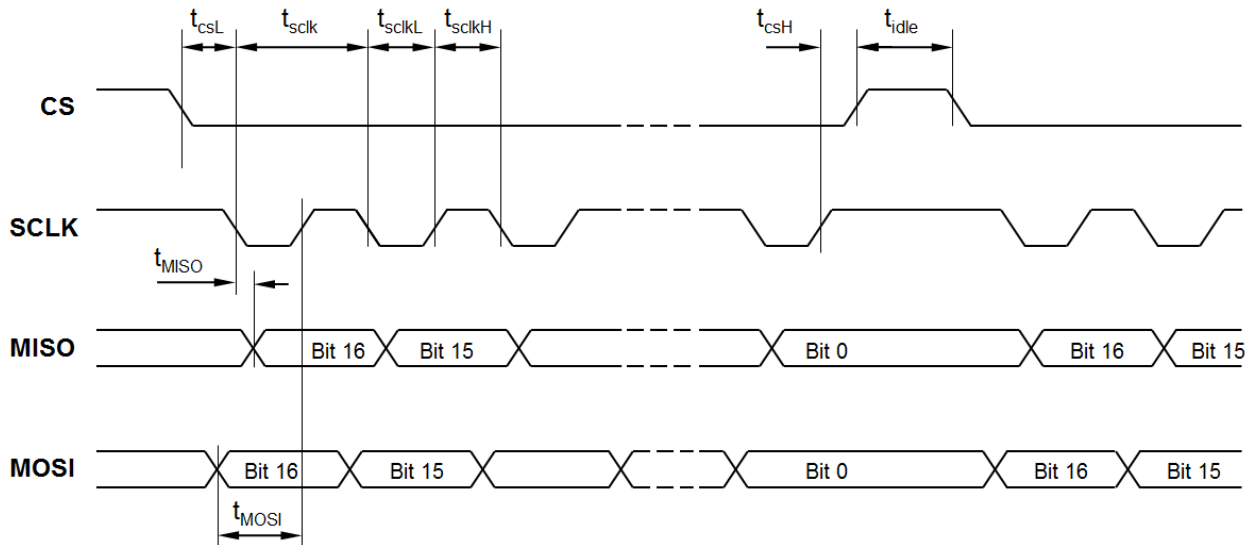 tcsL tsclk tsclkL tsclkH tcsH tidle
CS
SCLK
tMISO
MISO Bit 16 Bit 15 Bit 0 Bit 16 Bit 15
MOSI Bit 16 Bit 15 Bit 0 Bit 16 Bit 15
tMOSI